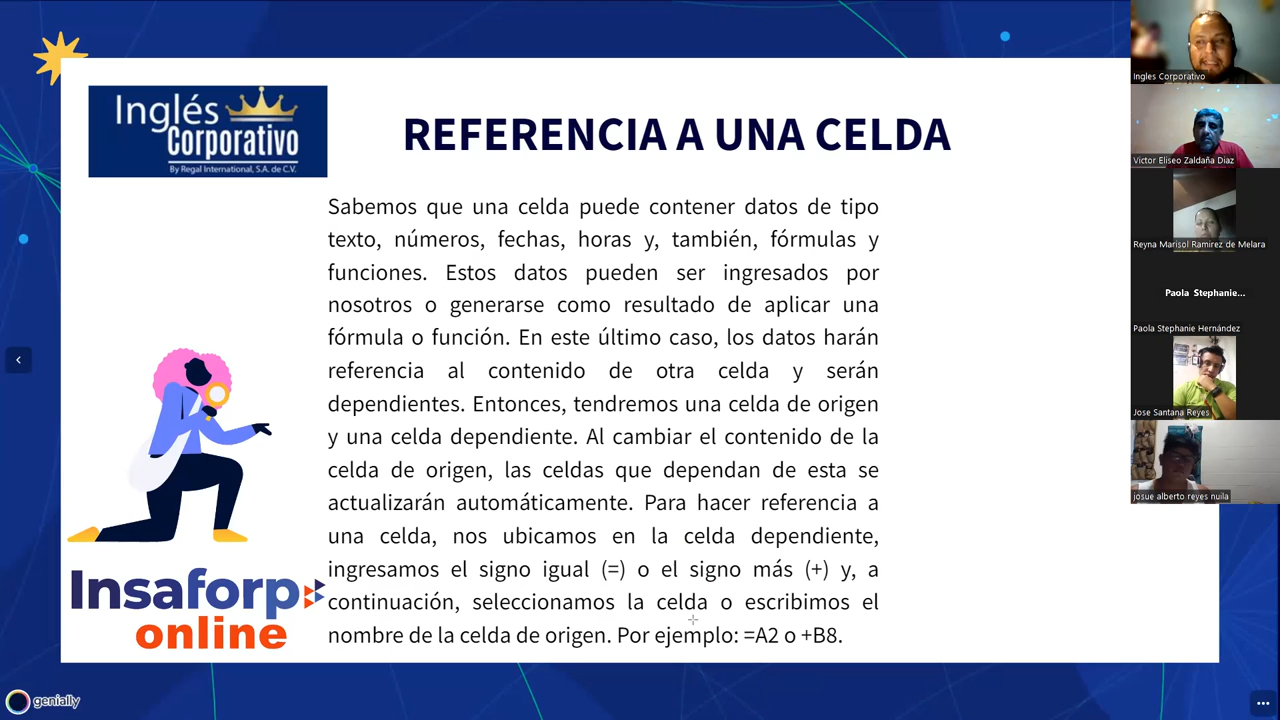 Inglés
Corporativo
By Regal International, S.A. de C.V.
REFERENCIA A UNA CELDA
Sabemos que una celda puede contener datos de tipo
texto, números, fechas, horas y, también, fórmulas y
funciones. Estos datos pueden ser ingresados por
nosotros o generarse como resultado de aplicar una
fórmula o función. En este último caso, los datos harán
referencia al contenido de otra celda y serán
dependientes. Entonces, tendremos una celda de origen
y una celda dependiente. Al cambiar el contenido de la
celda de origen, las celdas que dependan de esta se
actualizarán automáticamente. Para hacer referencia a
una celda, nos ubicamos en la celda dependiente,
ingresamos el signo igual (=) o el signo más (+) y, a
continuación, seleccionamos la celda o escribimos el
nombre de la celda de origen. Por ejemplo: =A2 o +B8.
Insaforp
online
genially
Ingles Corporativo
Victor Eliseo Zaldaña Diaz
Reyna Marisol Ramirez de Melara
Paola Stephanie...
Paola Stephanie Hernández
Jose Santana Reyes
josue alberto reyes nuila